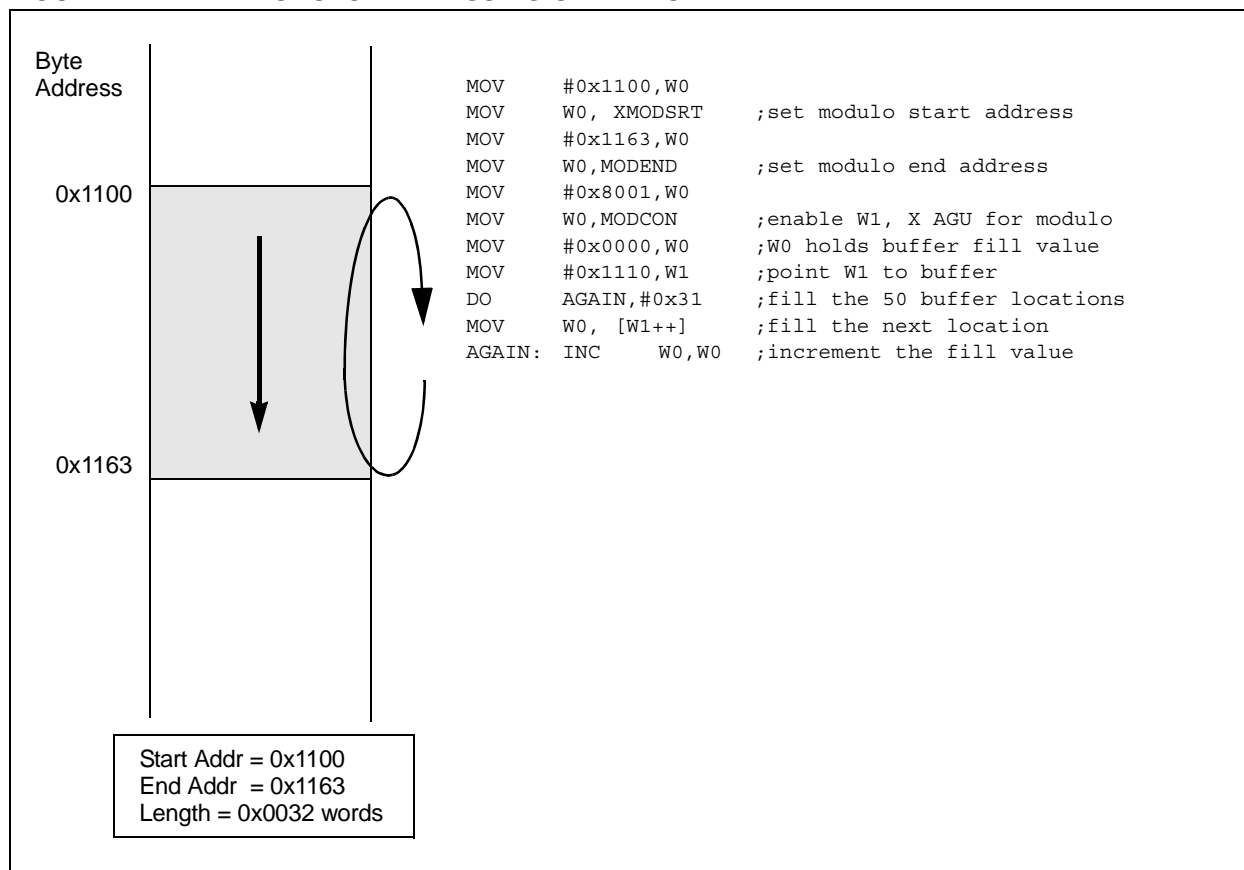 Byte
Address
0x1100
0x1163
MOV #0x1100,W0
MOV W0, XMODSRT ;set modulo start address
MOV #0x1163,W0
MOV W0,MODEND ;set modulo end address
MOV #0x8001,W0
MOV W0,MODCON ;enable W1, X AGU for modulo
MOV #0x0000,W0 ;W0 holds buffer fill value
MOV #0x1110,W1 ;point W1 to buffer
DO AGAIN,#0x31 ;fill the 50 buffer locations
MOV W0, [W1++] ;fill the next location
AGAIN: INC W0,W0 ;increment the fill value
Start Addr = 0x1100
End Addr = 0x1163
Length = 0x0032 words